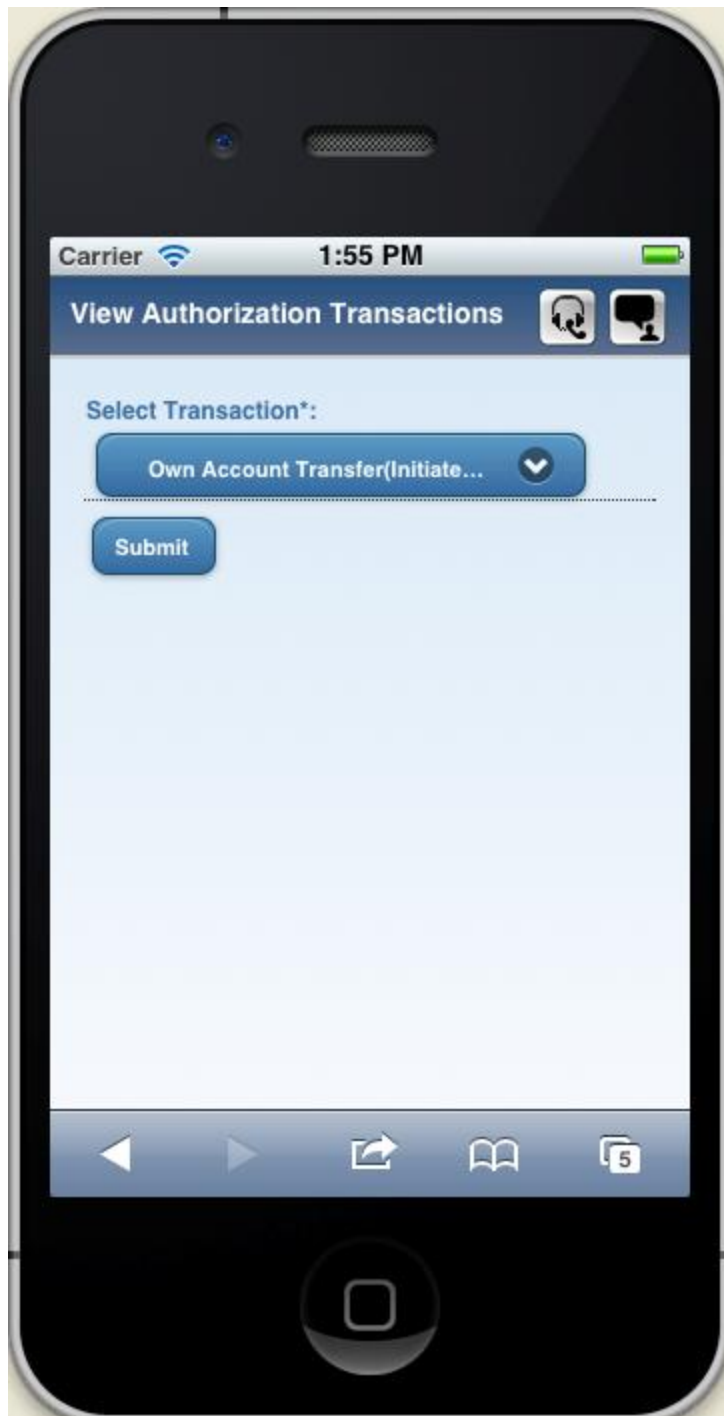 Carrier 1:55 PM
View Authorization Transactions
Select Transaction*:
Own Account Transfer(Initiate...
Submit
5